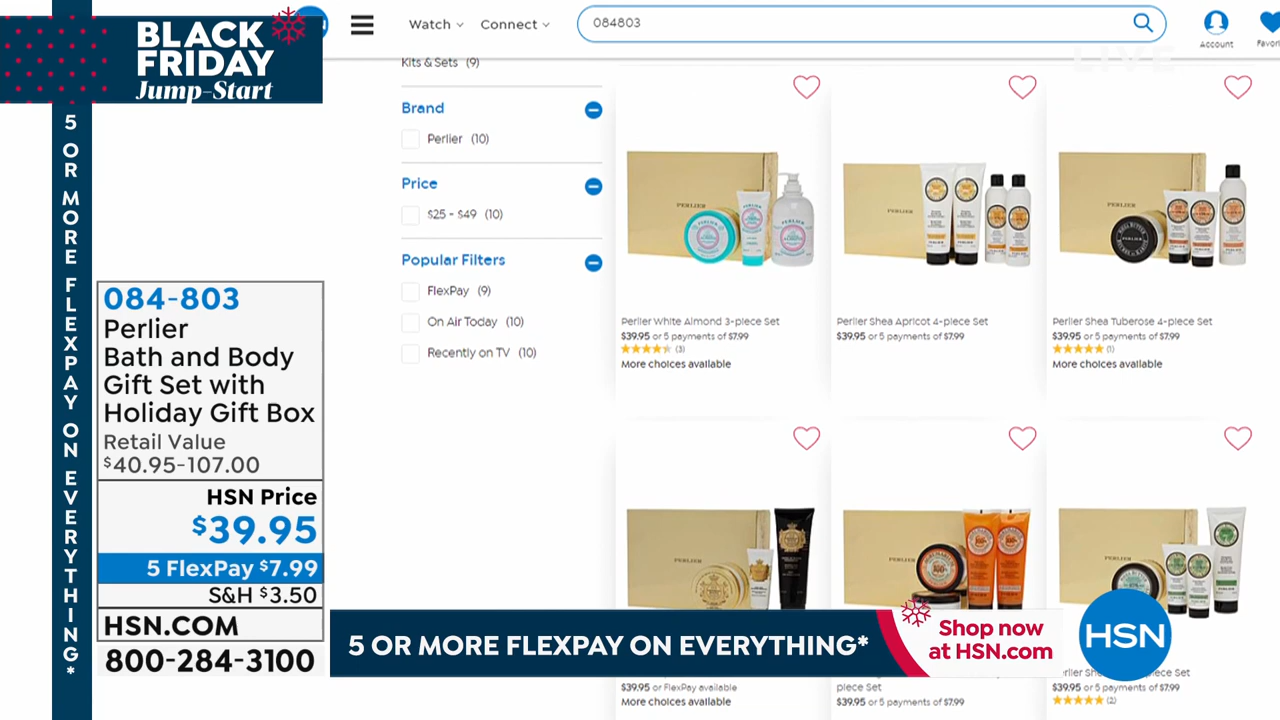 BLACK
FRIDAY
Jump-Start
5 OR MORE FLEXPAY ON EVERYTHING*
084-803
Perlier
Bath and Body
Gift Set with
Holiday Gift Box
Retail Value
$40.95-107.00
HSN Price
$39.95
5 FlexPay $7.99
S&H $3.50
HSN.COM
800-284-3100
Watch
Connect
084803
Account
LIVE
Kits & Sets (9)
Brand
Perlier (10)
Price
$25 - $49 (10)
Popular Filters
FlexPay (9)
On Air Today (10)
Recently on TV (10)
PERLIER
Perlier White Almond 3-piece Set
$39.95 or 5 payments of $7.99
(3)
More choices available
PERLIER
Perlier Shea Apricot 4-piece Set
$39.95 or 5 payments of $7.99
PERLIER
Perlier Shea Tuberose 4-piece Set
$39.95 or 5 payments of $7.99
(1)
More choices available
PERLIER
$39.95 or FlexPay available
More choices available
PERLIER
piece Set
$39.95 or 5 payments of $7.99
PERLIER
$39.95 or 5 payments of $7.99
(2)
5 OR MORE FLEXPAY ON EVERYTHING*
Shop now
at HSN.com
HSN